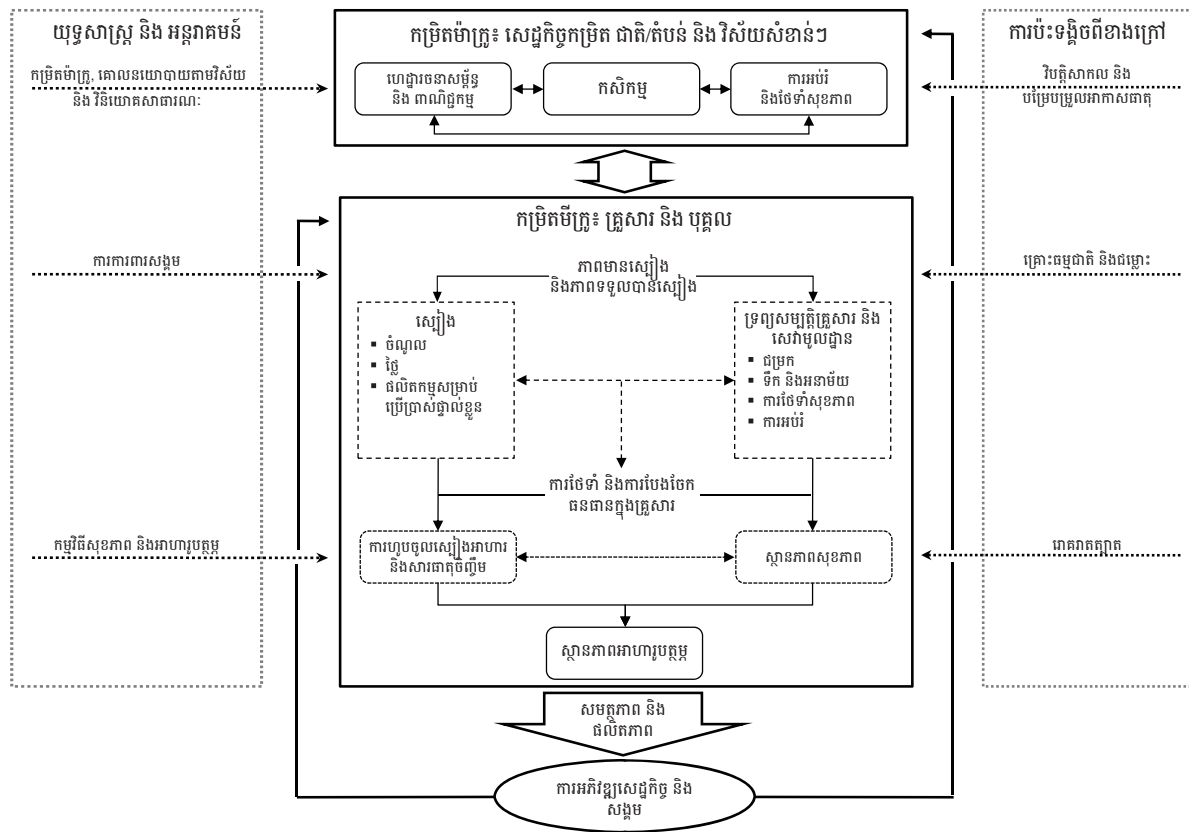 យុទ្ធសាស្ត្រ និង អន្តរាគមន៍
កម្រិតម៉ាក្រូ, គោលនយោបាយតាមវិស័យ
និង វិនិយោគសាធារណៈ
ការការពារសង្គម
កម្មវិធីសុខភាព និងអាហារូបត្ថម្ភ
កម្រិតម៉ាក្រូ៖ សេដ្ឋកិច្ចកម្រិត ជាតិ/តំបន់ និង វិស័យសំខាន់ៗ
ហេដ្ឋារចនាសម្ព័ន្ធ
និង ពាណិជ្ជកម្ម
កសិកម្ម
ការអប់រំ
និងថែទាំសុខភាព
កម្រិតមីក្រូ៖ គ្រួសារ និង បុគ្គល
ភាពមានស្បៀង
និងភាពទទួលបានស្បៀង
ស្បៀង
▪ ចំណូល
▪ ថ្លៃ
▪ ផលិតកម្មសម្រាប់
ប្រើប្រាស់ផ្ទាល់ខ្លួន
ទ្រព្យសម្បត្តិគ្រួសារ និង
សេវាមូលដ្ឋាន
▪ ជម្រក
▪ ទឹក និងអនាម័យ
▪ ការថែទាំសុខភាព
▪ ការអប់រំ
ការថែទាំ និងការបែងចែក
ធនធានក្នុងគ្រួសារ
ការហូបចូលស្បៀងអាហារ
និងសារធាតុចិញ្ចឹម
ស្ថានភាពសុខភាព
ស្ថានភាពអាហារូបត្ថម្ភ
សមត្ថភាព និង
ផលិតភាព
ការអភិវឌ្ឍសេដ្ឋកិច្ច និង
សង្គម
ការប៉ះទង្គិចពីខាងក្រៅ
វិបត្តិសាកល និង
បម្រែបម្រួលអាកាសធាតុ
គ្រោះធម្មជាតិ និងជម្លោះ
រោគរាតត្បាត